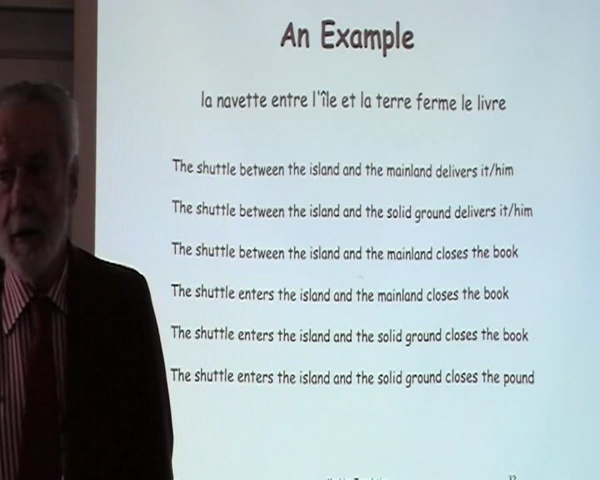 An Example
la navette entre l'île et la terre ferme le livre
The shuttle between the island and the mainland delivers it/him
The shuttle between the island and the solid ground delivers it/him
The shuttle between the island and the mainland closes the book
The shuttle enters the island and the mainland closes the book
The shuttle enters the island and the solid ground closes the book
The shuttle enters the island and the solid ground closes the pound